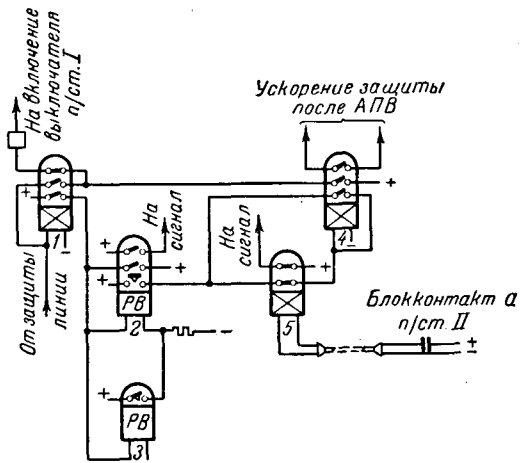 На включение
выключателя
п/ст. I
Ускорение защиты
после АПВ
+
+
1
–
На
сигнал
На
сигнал
+
4
–
От защиты
линии
+
+
+
РВ
2
–
+
5
Блокконтакт а
п/ст. II
+
–
+
РВ
3